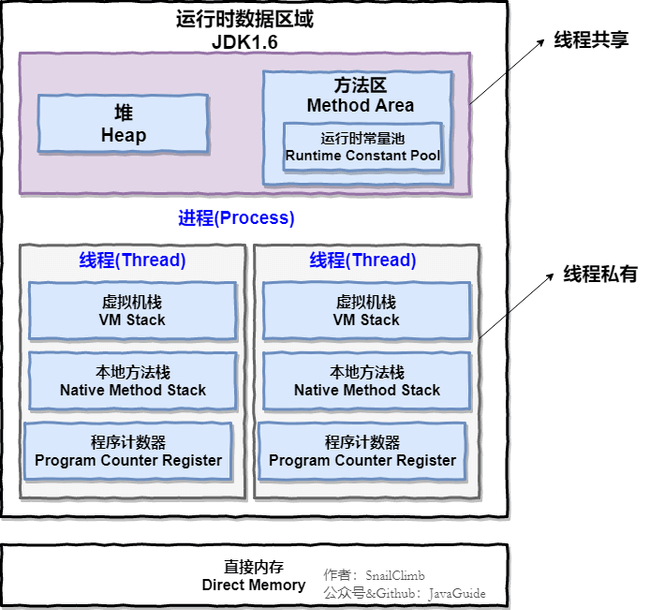 运行时数据区域
JDK1.6
线程共享
堆
Heap
方法区
Method Area
运行时常量池
Runtime Constant Pool
进程(Process)
线程(Thread)
虚拟机栈
VM Stack
本地方法栈
Native Method Stack
程序计数器
Program Counter Register
线程(Thread)
虚拟机栈
VM Stack
本地方法栈
Native Method Stack
程序计数器
Program Counter Register
线程私有
直接内存
Direct Memory
作者：SnailClimb
公众号&Github：JavaGuide